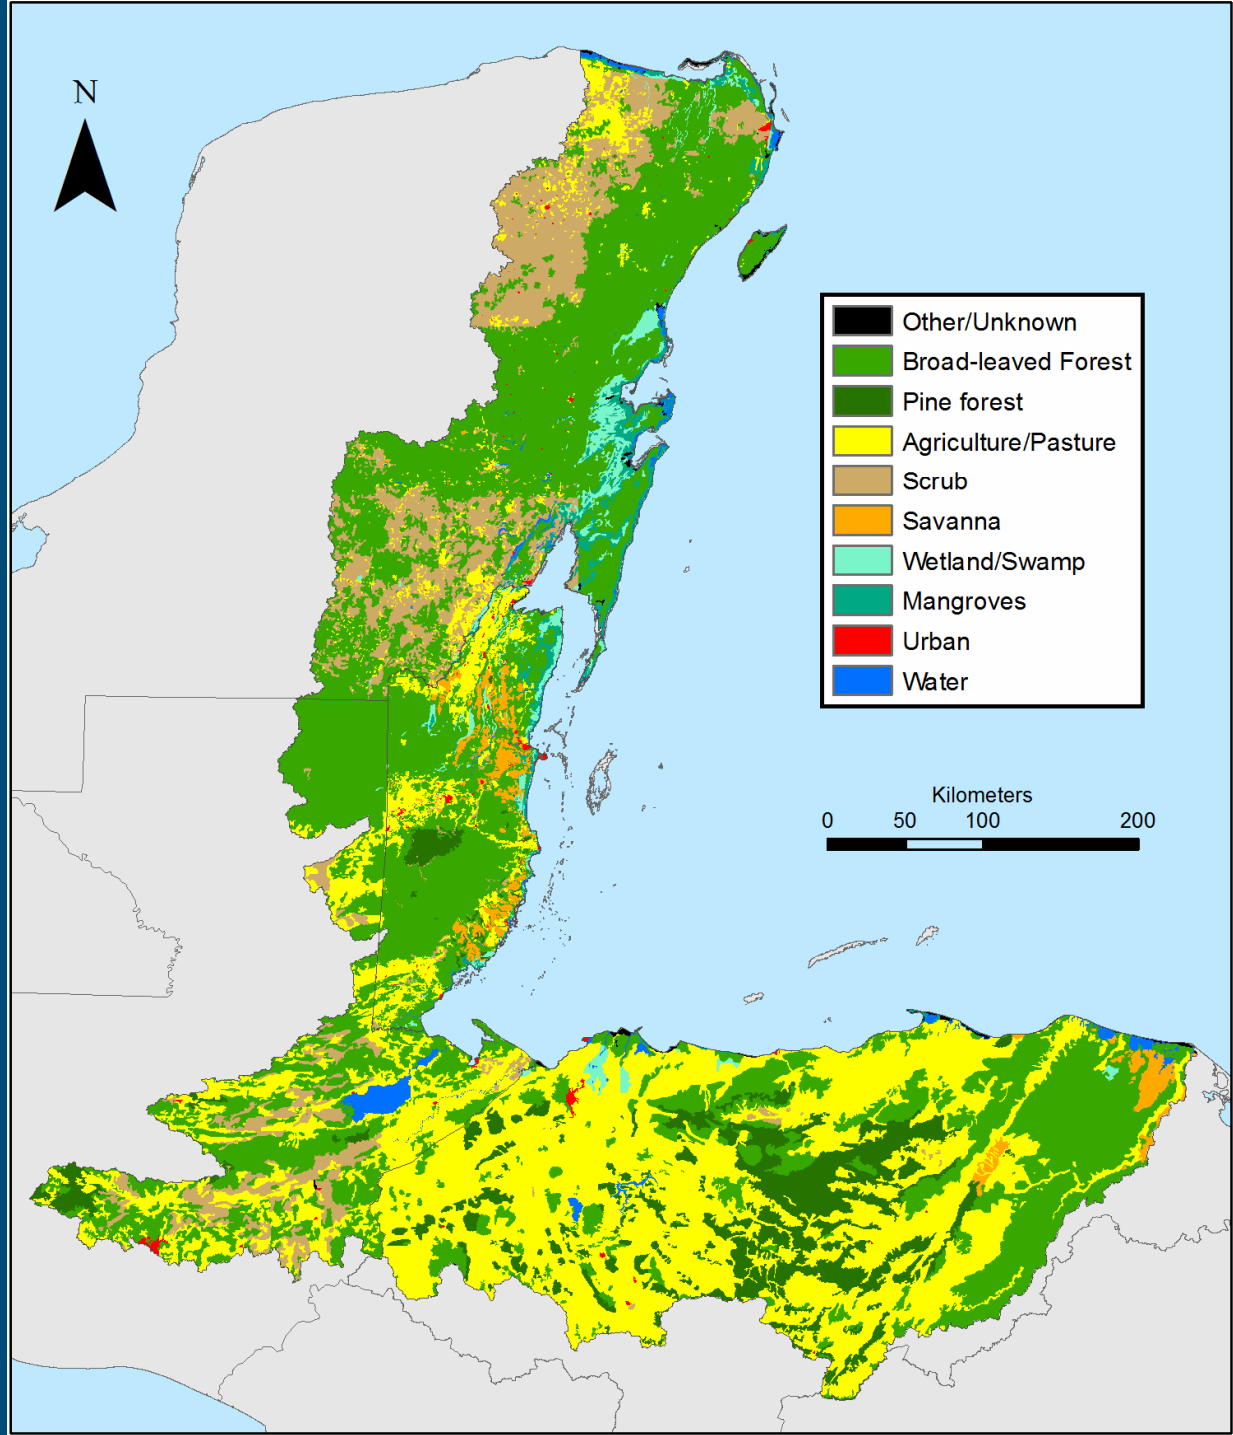 N
Other/Unknown
Broad-leaved Forest
Pine forest
Agriculture/Pasture
Scrub
Savanna
Wetland/Swamp
Mangroves
Urban
Water
Kilometers
0 50 100 200